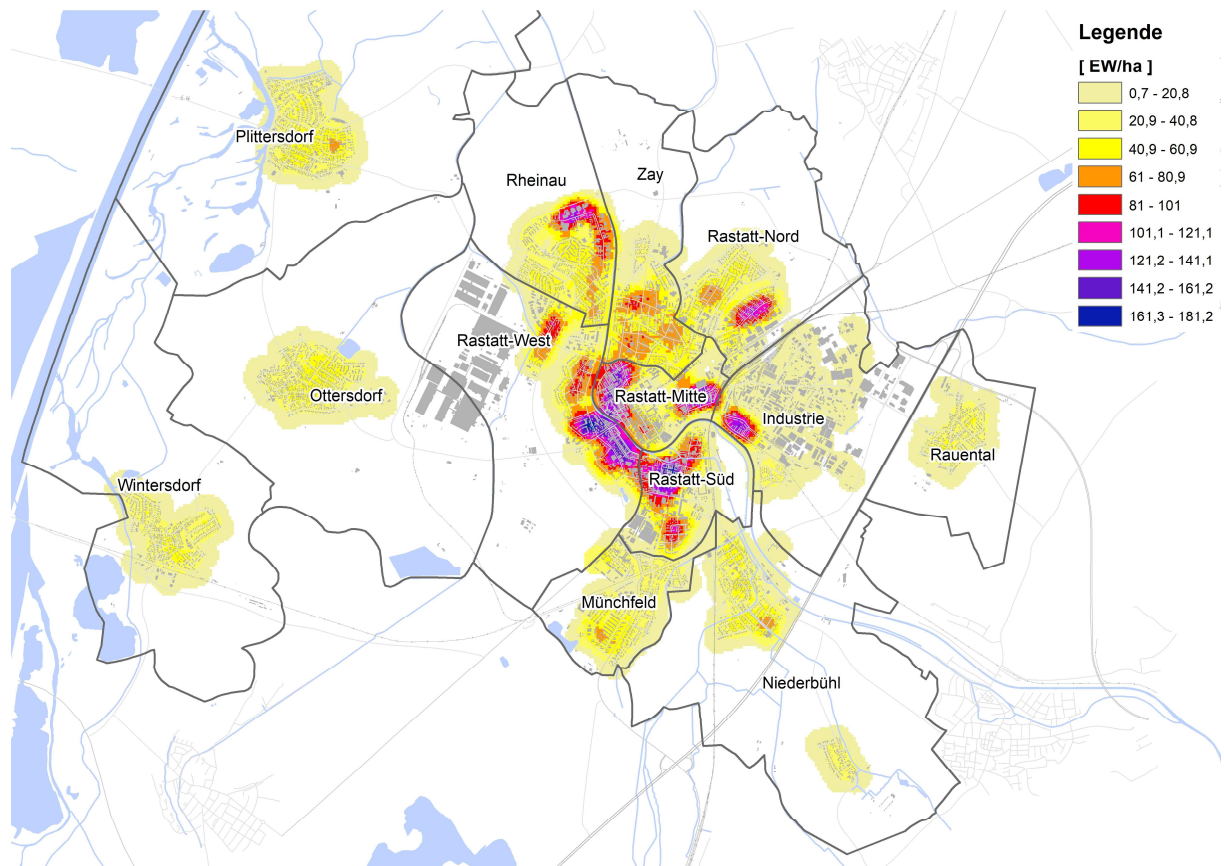 Legende
[ EW/ha ]
0,7 - 20,8
20,9 - 40,8
40,9 - 60,9
61 - 80,9
81 - 101
101,1 - 121,1
121,2 - 141,1
141,2 - 161,2
161,3 - 181,2
Plittersdorf
Rheinau
Zay
Rastatt-Nord
Rastatt-West
Ottersdorf
Rastatt-Mitte
Industrie
Rauental
Rastatt-Süd
Wintersdorf
Münchfeld
Niederbühl